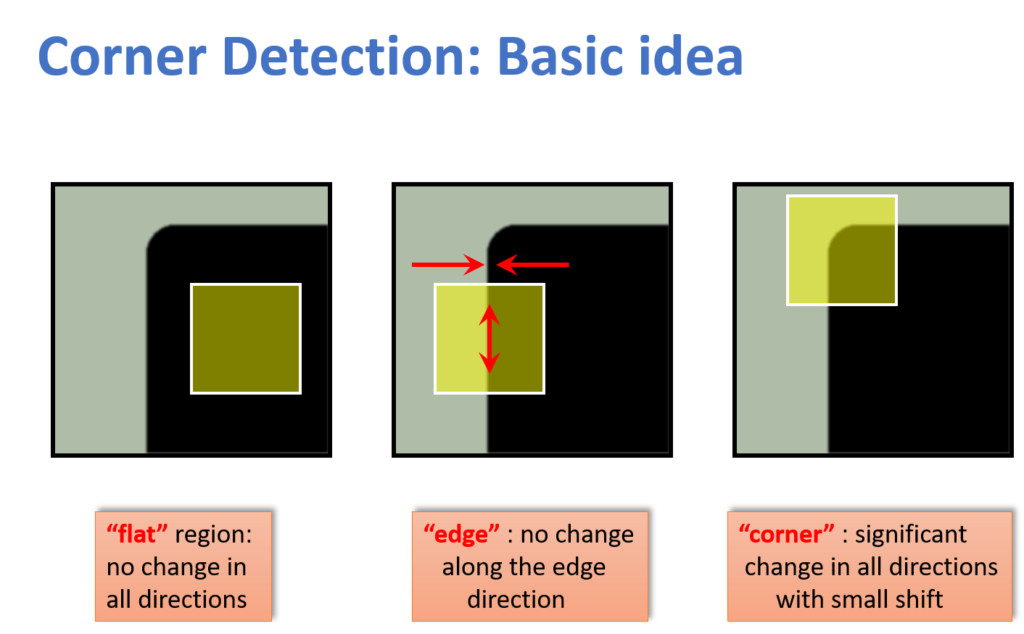 Corner Detection: Basic idea
“flat” region:
no change in
all directions
“edge” : no change
along the edge
direction
“corner” : significant
change in all directions
with small shift